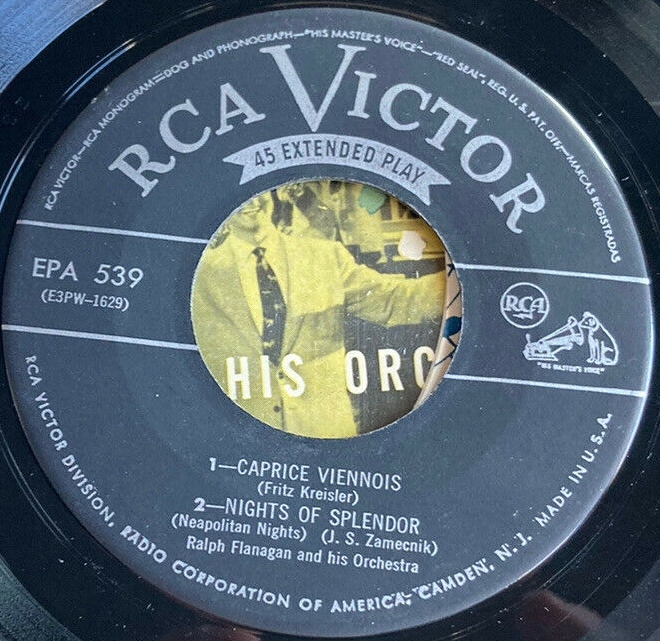 RCA VICTOR—RCA MONOGRAM—DOG AND PHONOGRAPH—"HIS MASTER'S VOICE"—"RED SEAL", REG. U. S. PAT. OFF.—MARCAS REGISTRADAS
RCA VICTOR
45 EXTENDED PLAY
EPA 539
(E3PW-1629)
RCA
"HIS MASTER'S VOICE"
HIS ORC
1—CAPRICE VIENNOIS
(Fritz Kreisler)
2—NIGHTS OF SPLENDOR
(Neapolitan Nights) (J. S. Zamecnik)
Ralph Flanagan and his Orchestra
RCA VICTOR DIVISION, RADIO CORPORATION OF AMERICA, CAMDEN, N. J. MADE IN U. S. A.